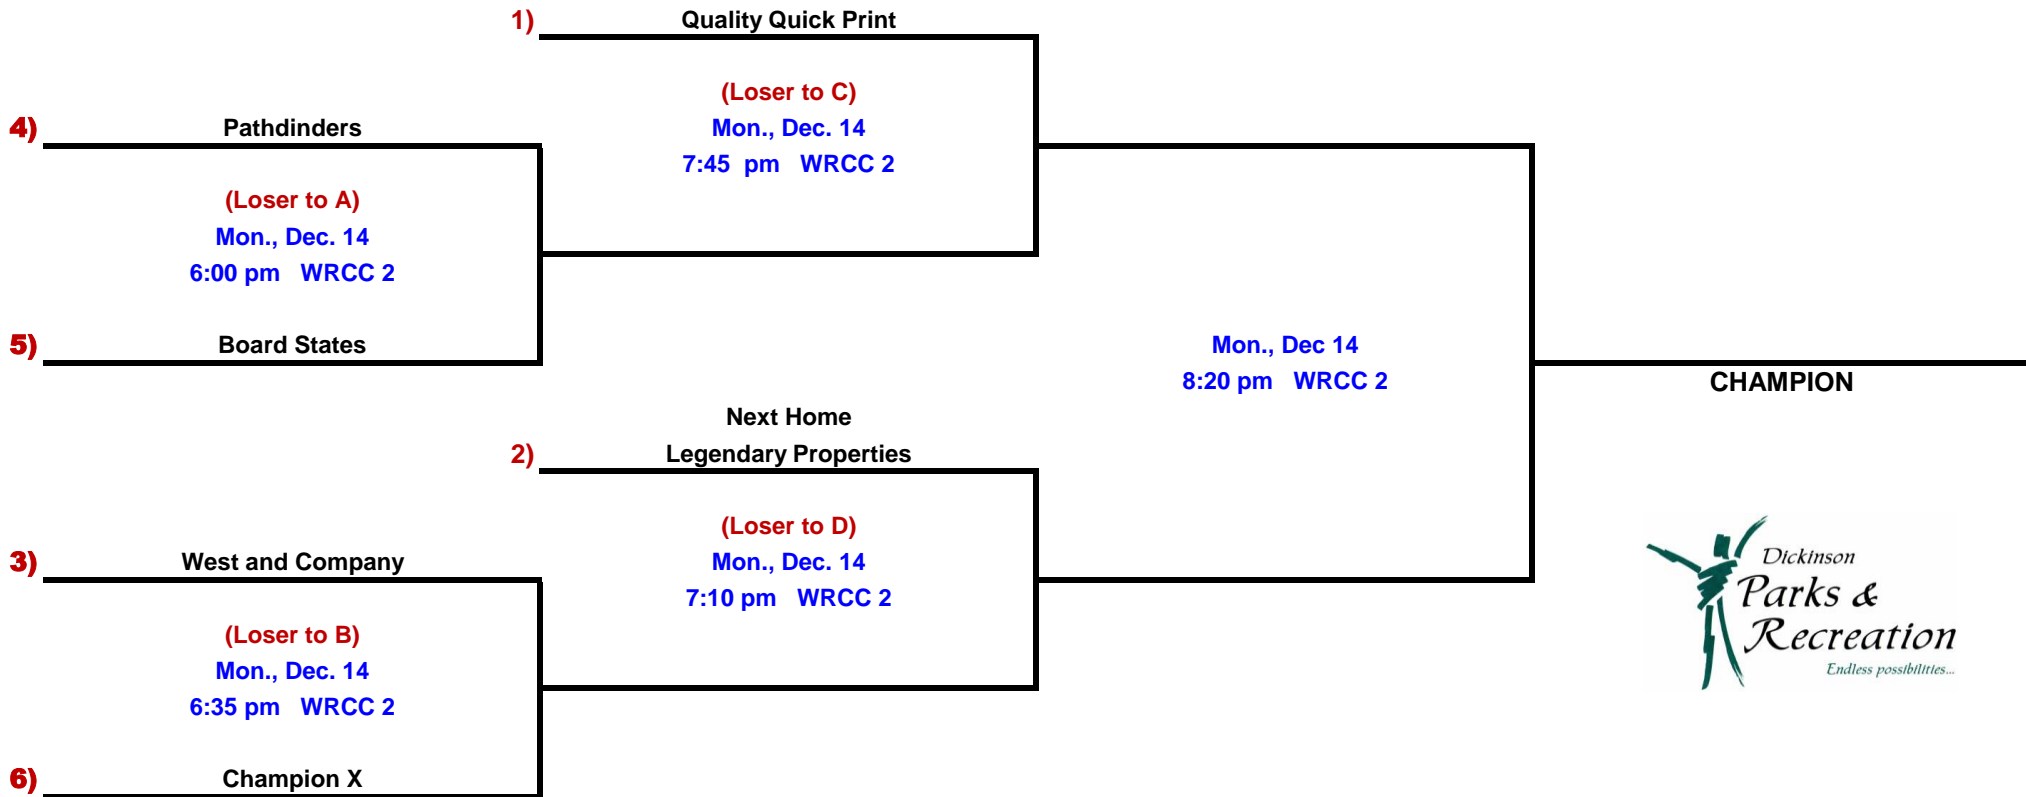 1) Quality Quick Print
(Loser to C)
4) Pathdinders
Mon., Dec. 14
7:45 pm WRCC 2
(Loser to A)
Mon., Dec. 14
6:00 pm WRCC 2
5) Board States
Mon., Dec 14
8:20 pm WRCC 2
CHAMPION
Next Home
2) Legendary Properties
(Loser to D)
3) West and Company
Mon., Dec. 14
7:10 pm WRCC 2
(Loser to B)
Mon., Dec. 14
6:35 pm WRCC 2
6) Champion X
Dickinson
Parks &
Recreation
Endless possibilities...